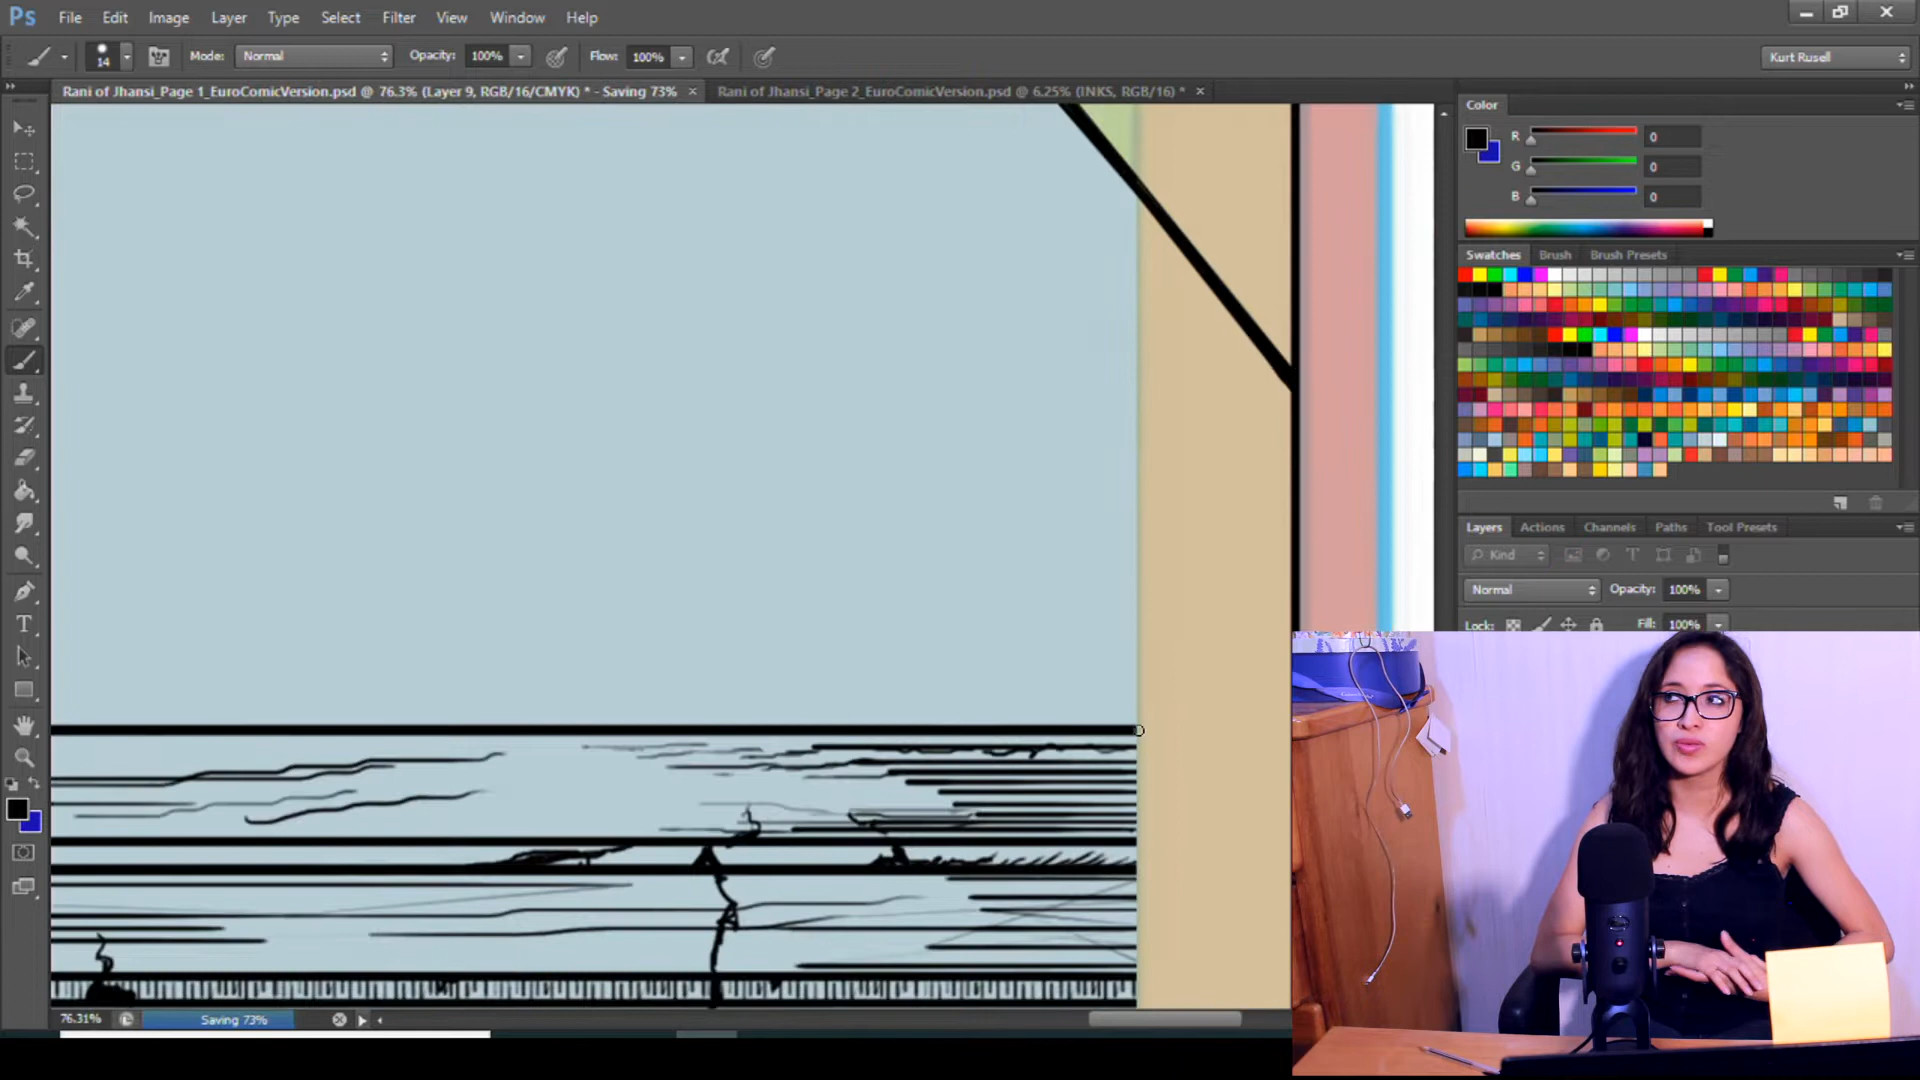 Ps File Edit Image Layer Type Select Filter View Window Help
14 Mode: Normal Opacity: 100% Flow: 100% Kurt Rusell
Rani of Jhansi_Page 1_EuroComicVersion.psd @ 76.3% (Layer 9, RGB/16/CMYK) * - Saving 73% × Rani of Jhansi_Page 2_EuroComicVersion.psd @ 6.25% (INKS, RGB/16) * ×
Color
R 0
G 0
B 0
Swatches Brush Brush Presets
Layers Actions Channels Paths Tool Presets
Kind
Normal Opacity: 100%
Lock: Fill: 100%
76.31% Saving 73%